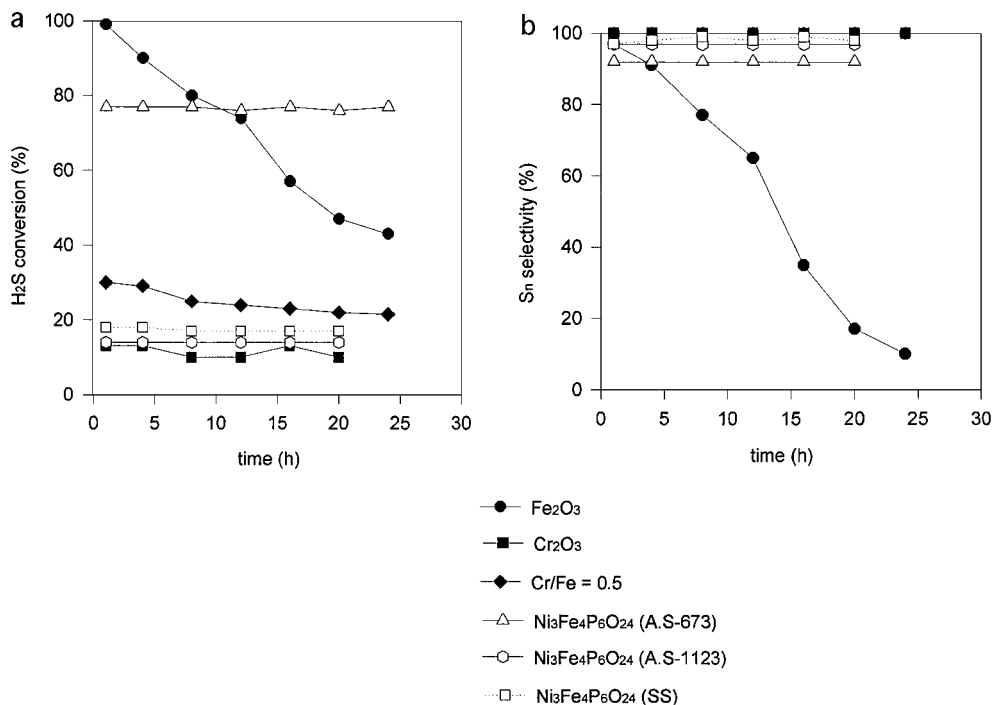 a
H2S conversion (%)
100
80
60
40
20
0
0 5 10 15 20 25 30
time (h)
b
Sn selectivity (%)
100
80
60
40
20
0
0 5 10 15 20 25 30
time (h)
Fe2O3
Cr2O3
Cr/Fe = 0.5
Ni3Fe4P6O24 (A.S-673)
Ni3Fe4P6O24 (A.S-1123)
Ni3Fe4P6O24 (SS)